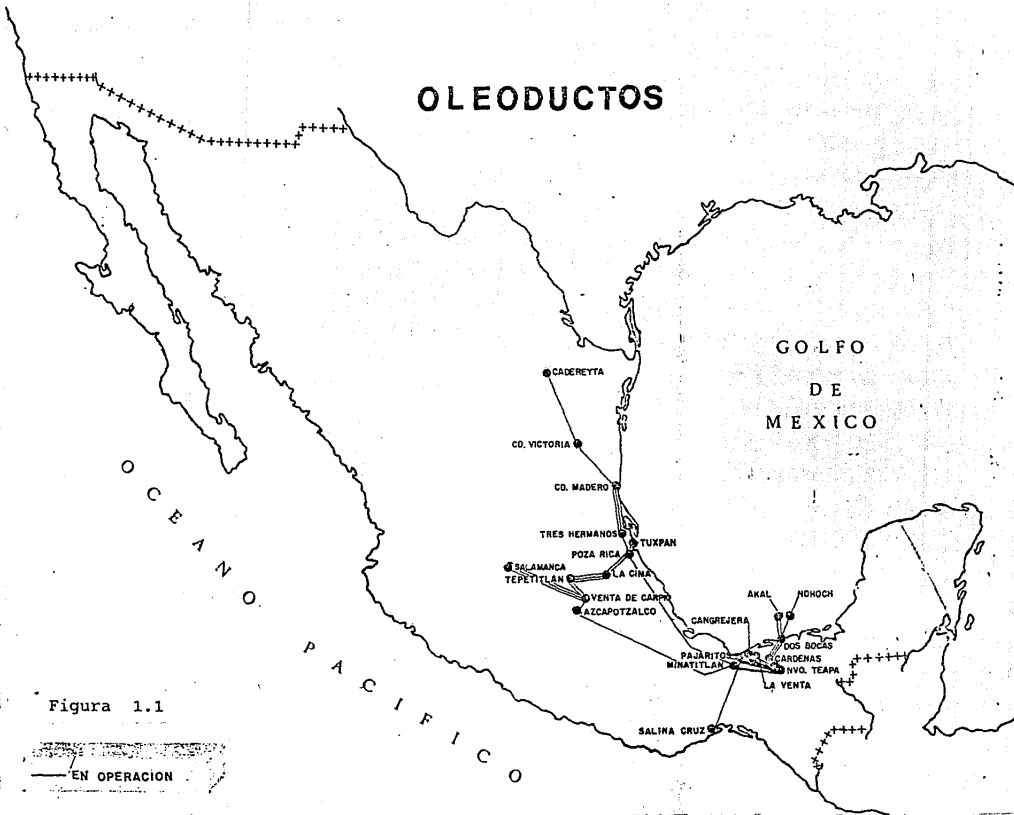 OLEODUCTOS
GOLFO
DE
MEXICO
CADEREYTA
CD. VICTORIA
CD. MADERO
TRES HERMANOS
TUXPAN
POZA RICA
SALAMANCA
TEPETITLAN
LA CIMA
VENTA DE CARPIO
AZCAPOTZALCO
AKAL
NOHOCH
CANGREJERA
DOS BOCAS
PAJARITOS
CARDENAS
MINATITLAN
NVO. TEAPA
LA VENTA
SALINA CRUZ
OCEANO PACIFICO
Figura 1.1
EN OPERACION